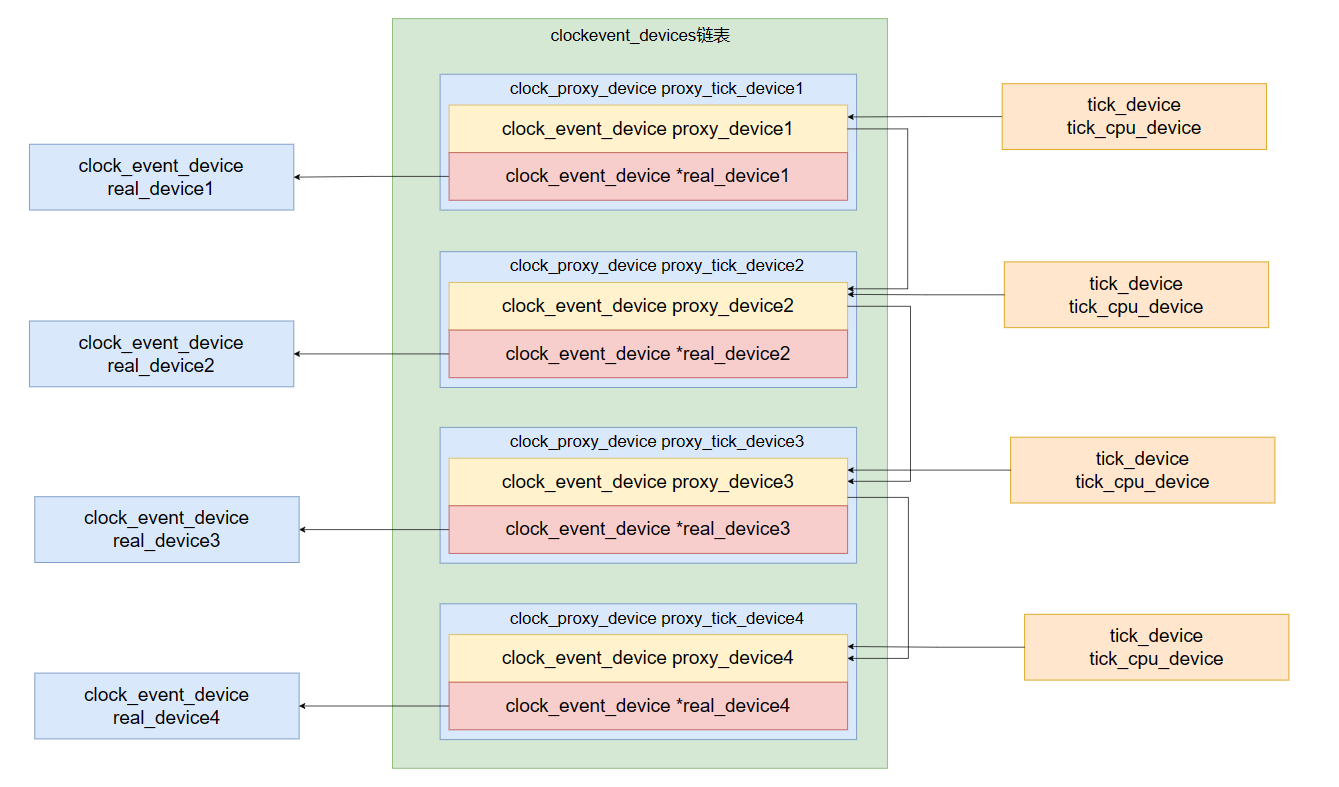 clockevent_devices链表
clock_proxy_device proxy_tick_device1
clock_event_device proxy_device1
clock_event_device *real_device1
clock_event_device
real_device1
tick_device
tick_cpu_device
clock_proxy_device proxy_tick_device2
clock_event_device proxy_device2
clock_event_device *real_device2
clock_event_device
real_device2
tick_device
tick_cpu_device
clock_proxy_device proxy_tick_device3
clock_event_device proxy_device3
clock_event_device *real_device3
clock_event_device
real_device3
tick_device
tick_cpu_device
clock_proxy_device proxy_tick_device4
clock_event_device proxy_device4
clock_event_device *real_device4
clock_event_device
real_device4
tick_device
tick_cpu_device